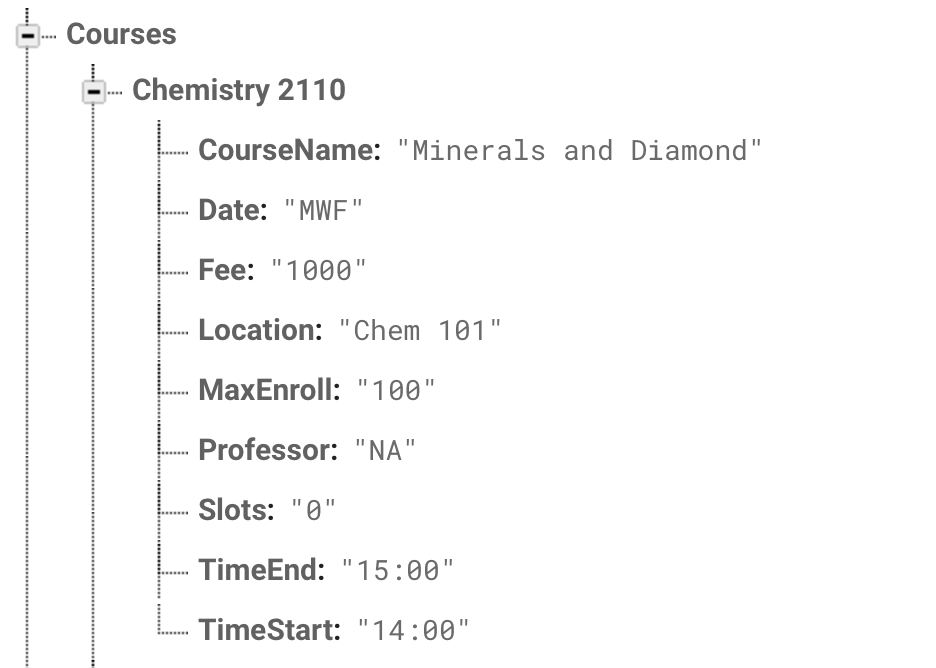 Courses
Chemistry 2110
CourseName: "Minerals and Diamond"
Date: "MWF"
Fee: "1000"
Location: "Chem 101"
MaxEnroll: "100"
Professor: "NA"
Slots: "0"
TimeEnd: "15:00"
TimeStart: "14:00"